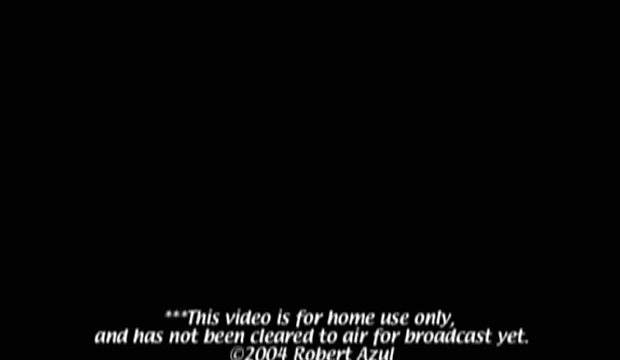 ***This video is for home use only,
and has not been cleared to air for broadcast yet.
©2004 Robert Azul